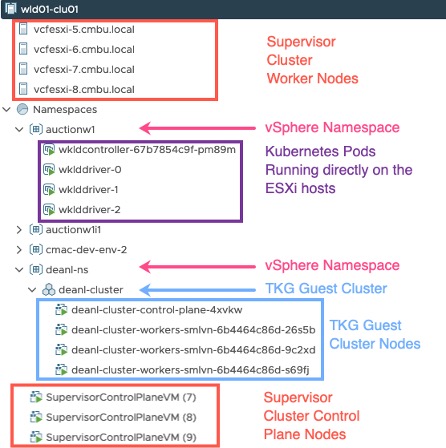 wld01-clu01
vcfesxi-5.cmbu.local
vcfesxi-6.cmbu.local
vcfesxi-7.cmbu.local
vcfesxi-8.cmbu.local
Supervisor
Cluster
Worker Nodes
Namespaces
auctionw1
vSphere Namespace
wkldcontroller-67b7854c9f-pm89m
wklddriver-0
wklddriver-1
wklddriver-2
Kubernetes Pods
Running directly on the
ESXi hosts
auctionw1i1
cmac-dev-env-2
deanl-ns
vSphere Namespace
deanl-cluster
TKG Guest Cluster
deanl-cluster-control-plane-4xvkw
deanl-cluster-workers-smlvn-6b4464c86d-26s5b
deanl-cluster-workers-smlvn-6b4464c86d-9c2xd
deanl-cluster-workers-smlvn-6b4464c86d-s69fj
TKG Guest
Cluster Nodes
SupervisorControlPlaneVM (7)
SupervisorControlPlaneVM (8)
SupervisorControlPlaneVM (9)
Supervisor
Cluster Control
Plane Nodes